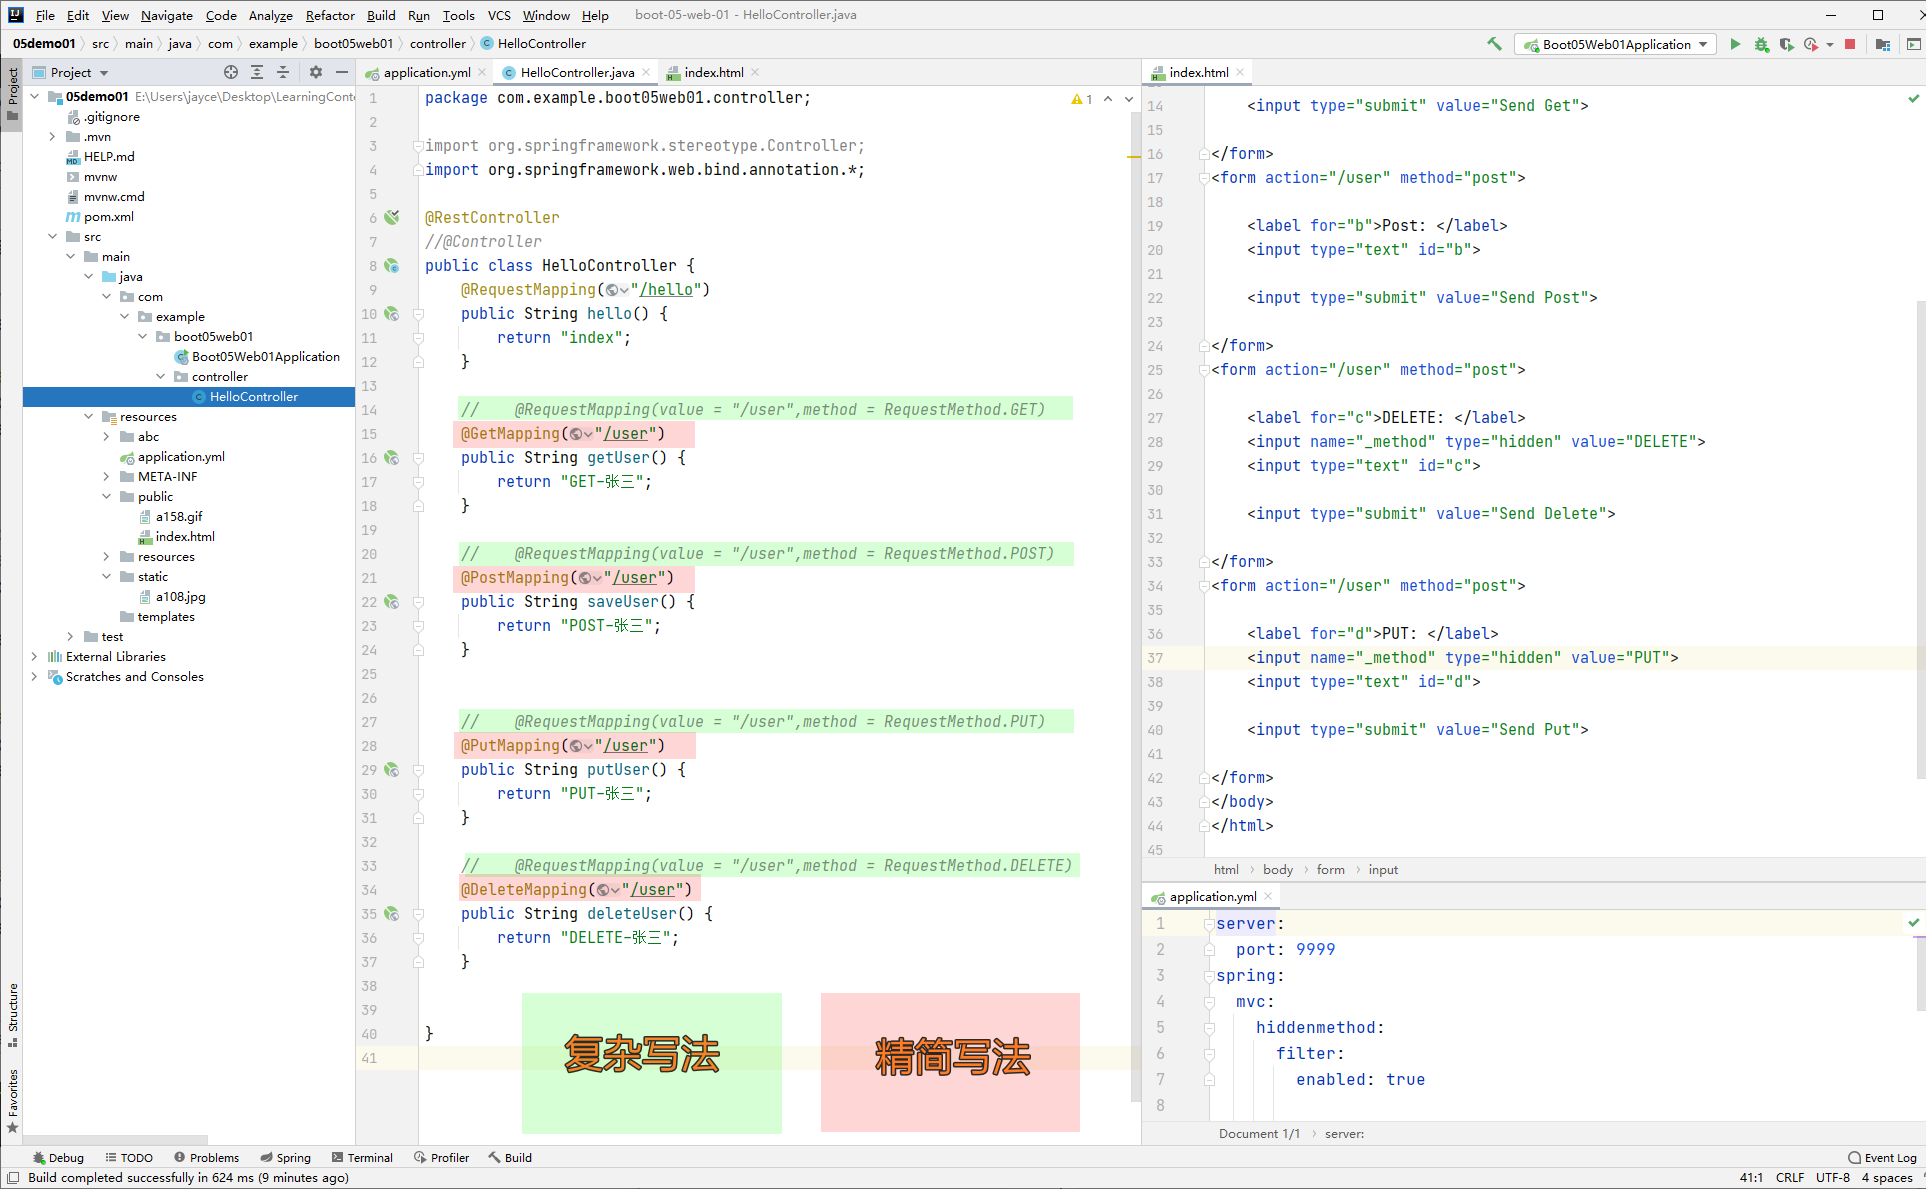 File Edit View Navigate Code Analyze Refactor Build Run Tools VCS Window Help boot-05-web-01 - HelloController.java
05demo01 src main java com example boot05web01 controller HelloController
Boot05Web01Application
Project
Project
05demo01 E:\Users\jayce\Desktop\LearningConte
.gitignore
.mvn
HELP.md
mvnw
mvnw.cmd
pom.xml
src
main
java
com
example
boot05web01
Boot05Web01Application
controller
HelloController
resources
abc
application.yml
META-INF
public
a158.gif
index.html
resources
static
a108.jpg
templates
test
External Libraries
Scratches and Consoles
Structure
Favorites
application.yml HelloController.java index.html
1 package com.example.boot05web01.controller;
1
2
3 import org.springframework.stereotype.Controller;
4 import org.springframework.web.bind.annotation.*;
5
6 @RestController
7 //@Controller
8 public class HelloController {
9 @RequestMapping("/hello")
10 public String hello() {
11 return "index";
12 }
13
14 // @RequestMapping(value = "/user",method = RequestMethod.GET)
15 @GetMapping("/user")
16 public String getUser() {
17 return "GET-张三";
18 }
19
20 // @RequestMapping(value = "/user",method = RequestMethod.POST)
21 @PostMapping("/user")
22 public String saveUser() {
23 return "POST-张三";
24 }
25
26
27 // @RequestMapping(value = "/user",method = RequestMethod.PUT)
28 @PutMapping("/user")
29 public String putUser() {
30 return "PUT-张三";
31 }
32
33 // @RequestMapping(value = "/user",method = RequestMethod.DELETE)
34 @DeleteMapping("/user")
35 public String deleteUser() {
36 return "DELETE-张三";
37 }
38
39
40 }
41
复杂写法
精简写法
index.html
14 <input type="submit" value="Send Get">
15
16 </form>
17 <form action="/user" method="post">
18
19 <label for="b">Post: </label>
20 <input type="text" id="b">
21
22 <input type="submit" value="Send Post">
23
24 </form>
25 <form action="/user" method="post">
26
27 <label for="c">DELETE: </label>
28 <input name="_method" type="hidden" value="DELETE">
29 <input type="text" id="c">
30
31 <input type="submit" value="Send Delete">
32
33 </form>
34 <form action="/user" method="post">
35
36 <label for="d">PUT: </label>
37 <input name="_method" type="hidden" value="PUT">
38 <input type="text" id="d">
39
40 <input type="submit" value="Send Put">
41
42 </form>
43 </body>
44 </html>
45
html body form input
application.yml
1 server:
2 port: 9999
3 spring:
4 mvc:
5 hiddenmethod:
6 filter:
7 enabled: true
8
Document 1/1 server:
Debug TODO Problems Spring Terminal Profiler Build Event Log
Build completed successfully in 624 ms (9 minutes ago) 41:1 CRLF UTF-8 4 spaces